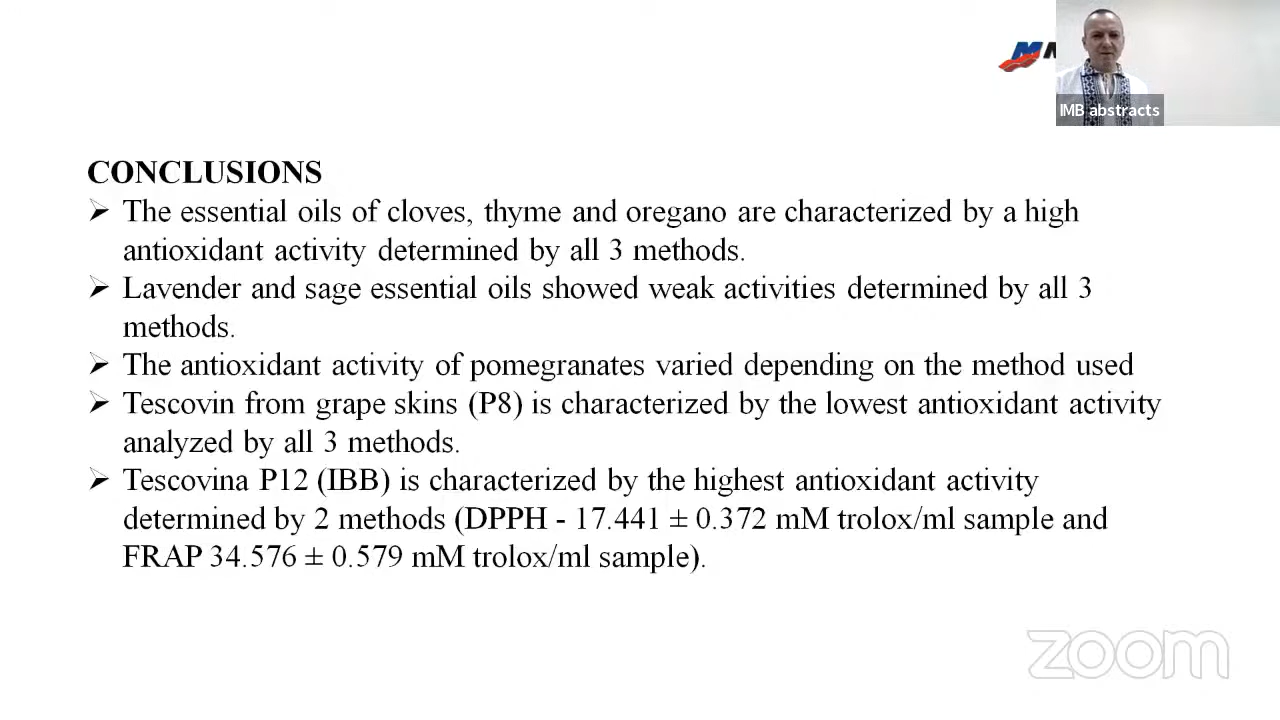 M
IMB abstracts
CONCLUSIONS
➢ The essential oils of cloves, thyme and oregano are characterized by a high
antioxidant activity determined by all 3 methods.
➢ Lavender and sage essential oils showed weak activities determined by all 3
methods.
➢ The antioxidant activity of pomegranates varied depending on the method used
➢ Tescovin from grape skins (P8) is characterized by the lowest antioxidant activity
analyzed by all 3 methods.
➢ Tescovina P12 (IBB) is characterized by the highest antioxidant activity
determined by 2 methods (DPPH - 17.441 ± 0.372 mM trolox/ml sample and
FRAP 34.576 ± 0.579 mM trolox/ml sample).
zoom